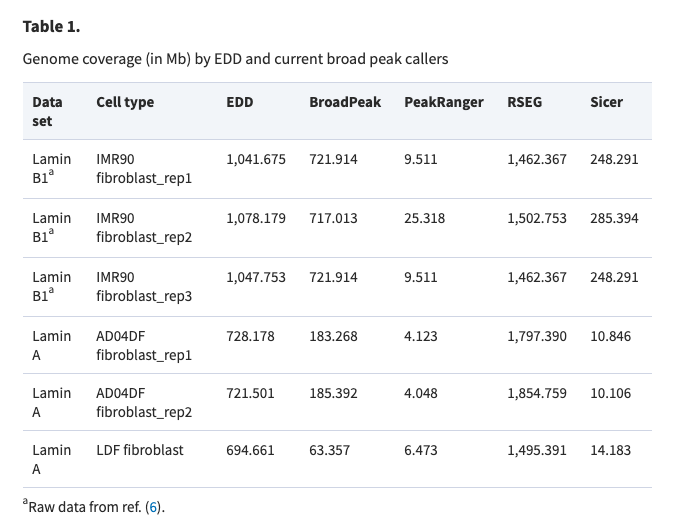 Table 1.
Genome coverage (in Mb) by EDD and current broad peak callers
Data set Cell type EDD BroadPeak PeakRanger RSEG Sicer
Lamin B1a IMR90 fibroblast_rep1 1,041.675 721.914 9.511 1,462.367 248.291
Lamin B1a IMR90 fibroblast_rep2 1,078.179 717.013 25.318 1,502.753 285.394
Lamin B1a IMR90 fibroblast_rep3 1,047.753 721.914 9.511 1,462.367 248.291
Lamin A AD04DF fibroblast_rep1 728.178 183.268 4.123 1,797.390 10.846
Lamin A AD04DF fibroblast_rep2 721.501 185.392 4.048 1,854.759 10.106
Lamin A LDF fibroblast 694.661 63.357 6.473 1,495.391 14.183
aRaw data from ref. (6).